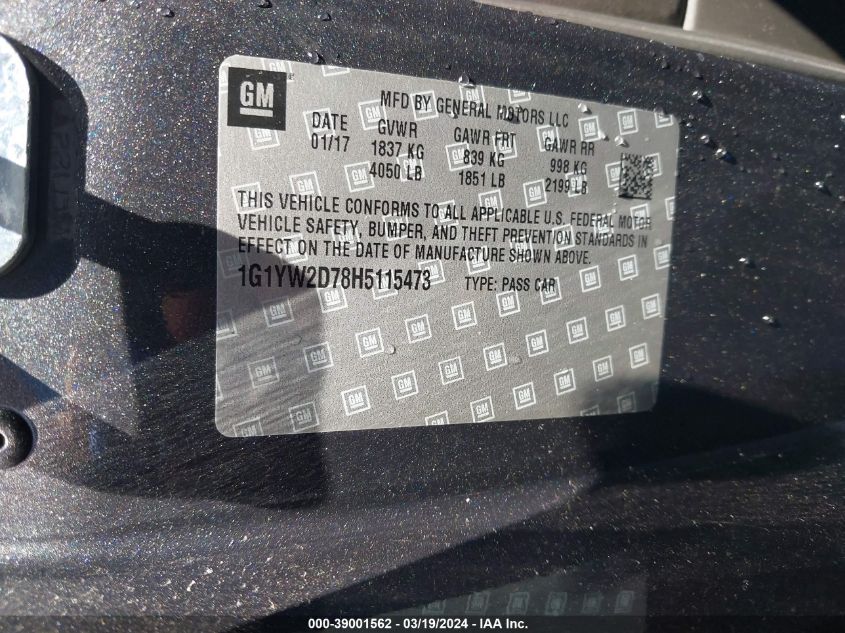 GM
MFD BY GENERAL MOTORS LLC
DATE GVWR GAWR FRT GAWR RR
01/17 1837 KG 839 KG 998 KG
4050 LB 1851 LB 2199 LB
THIS VEHICLE CONFORMS TO ALL APPLICABLE U.S. FEDERAL MOTOR
VEHICLE SAFETY, BUMPER, AND THEFT PREVENTION STANDARDS IN
EFFECT ON THE DATE OF MANUFACTURE SHOWN ABOVE.
1G1YW2D78H5115473 TYPE: PASS CAR
000-39001562 / 03/19/2024 - IAA Inc.